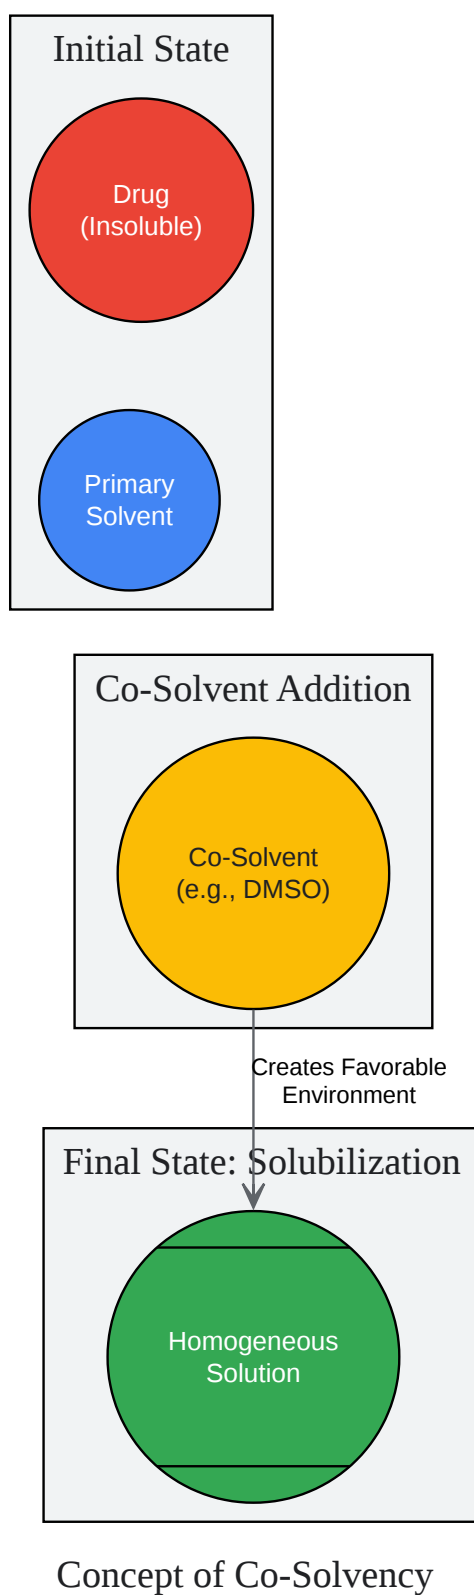 Initial State
Drug
(Insoluble)
Primary
Solvent
Co-Solvent Addition
Co-Solvent
(e.g., DMSO)
Creates Favorable
Environment
Final State: Solubilization
Homogeneous
Solution
Concept of Co-Solvency